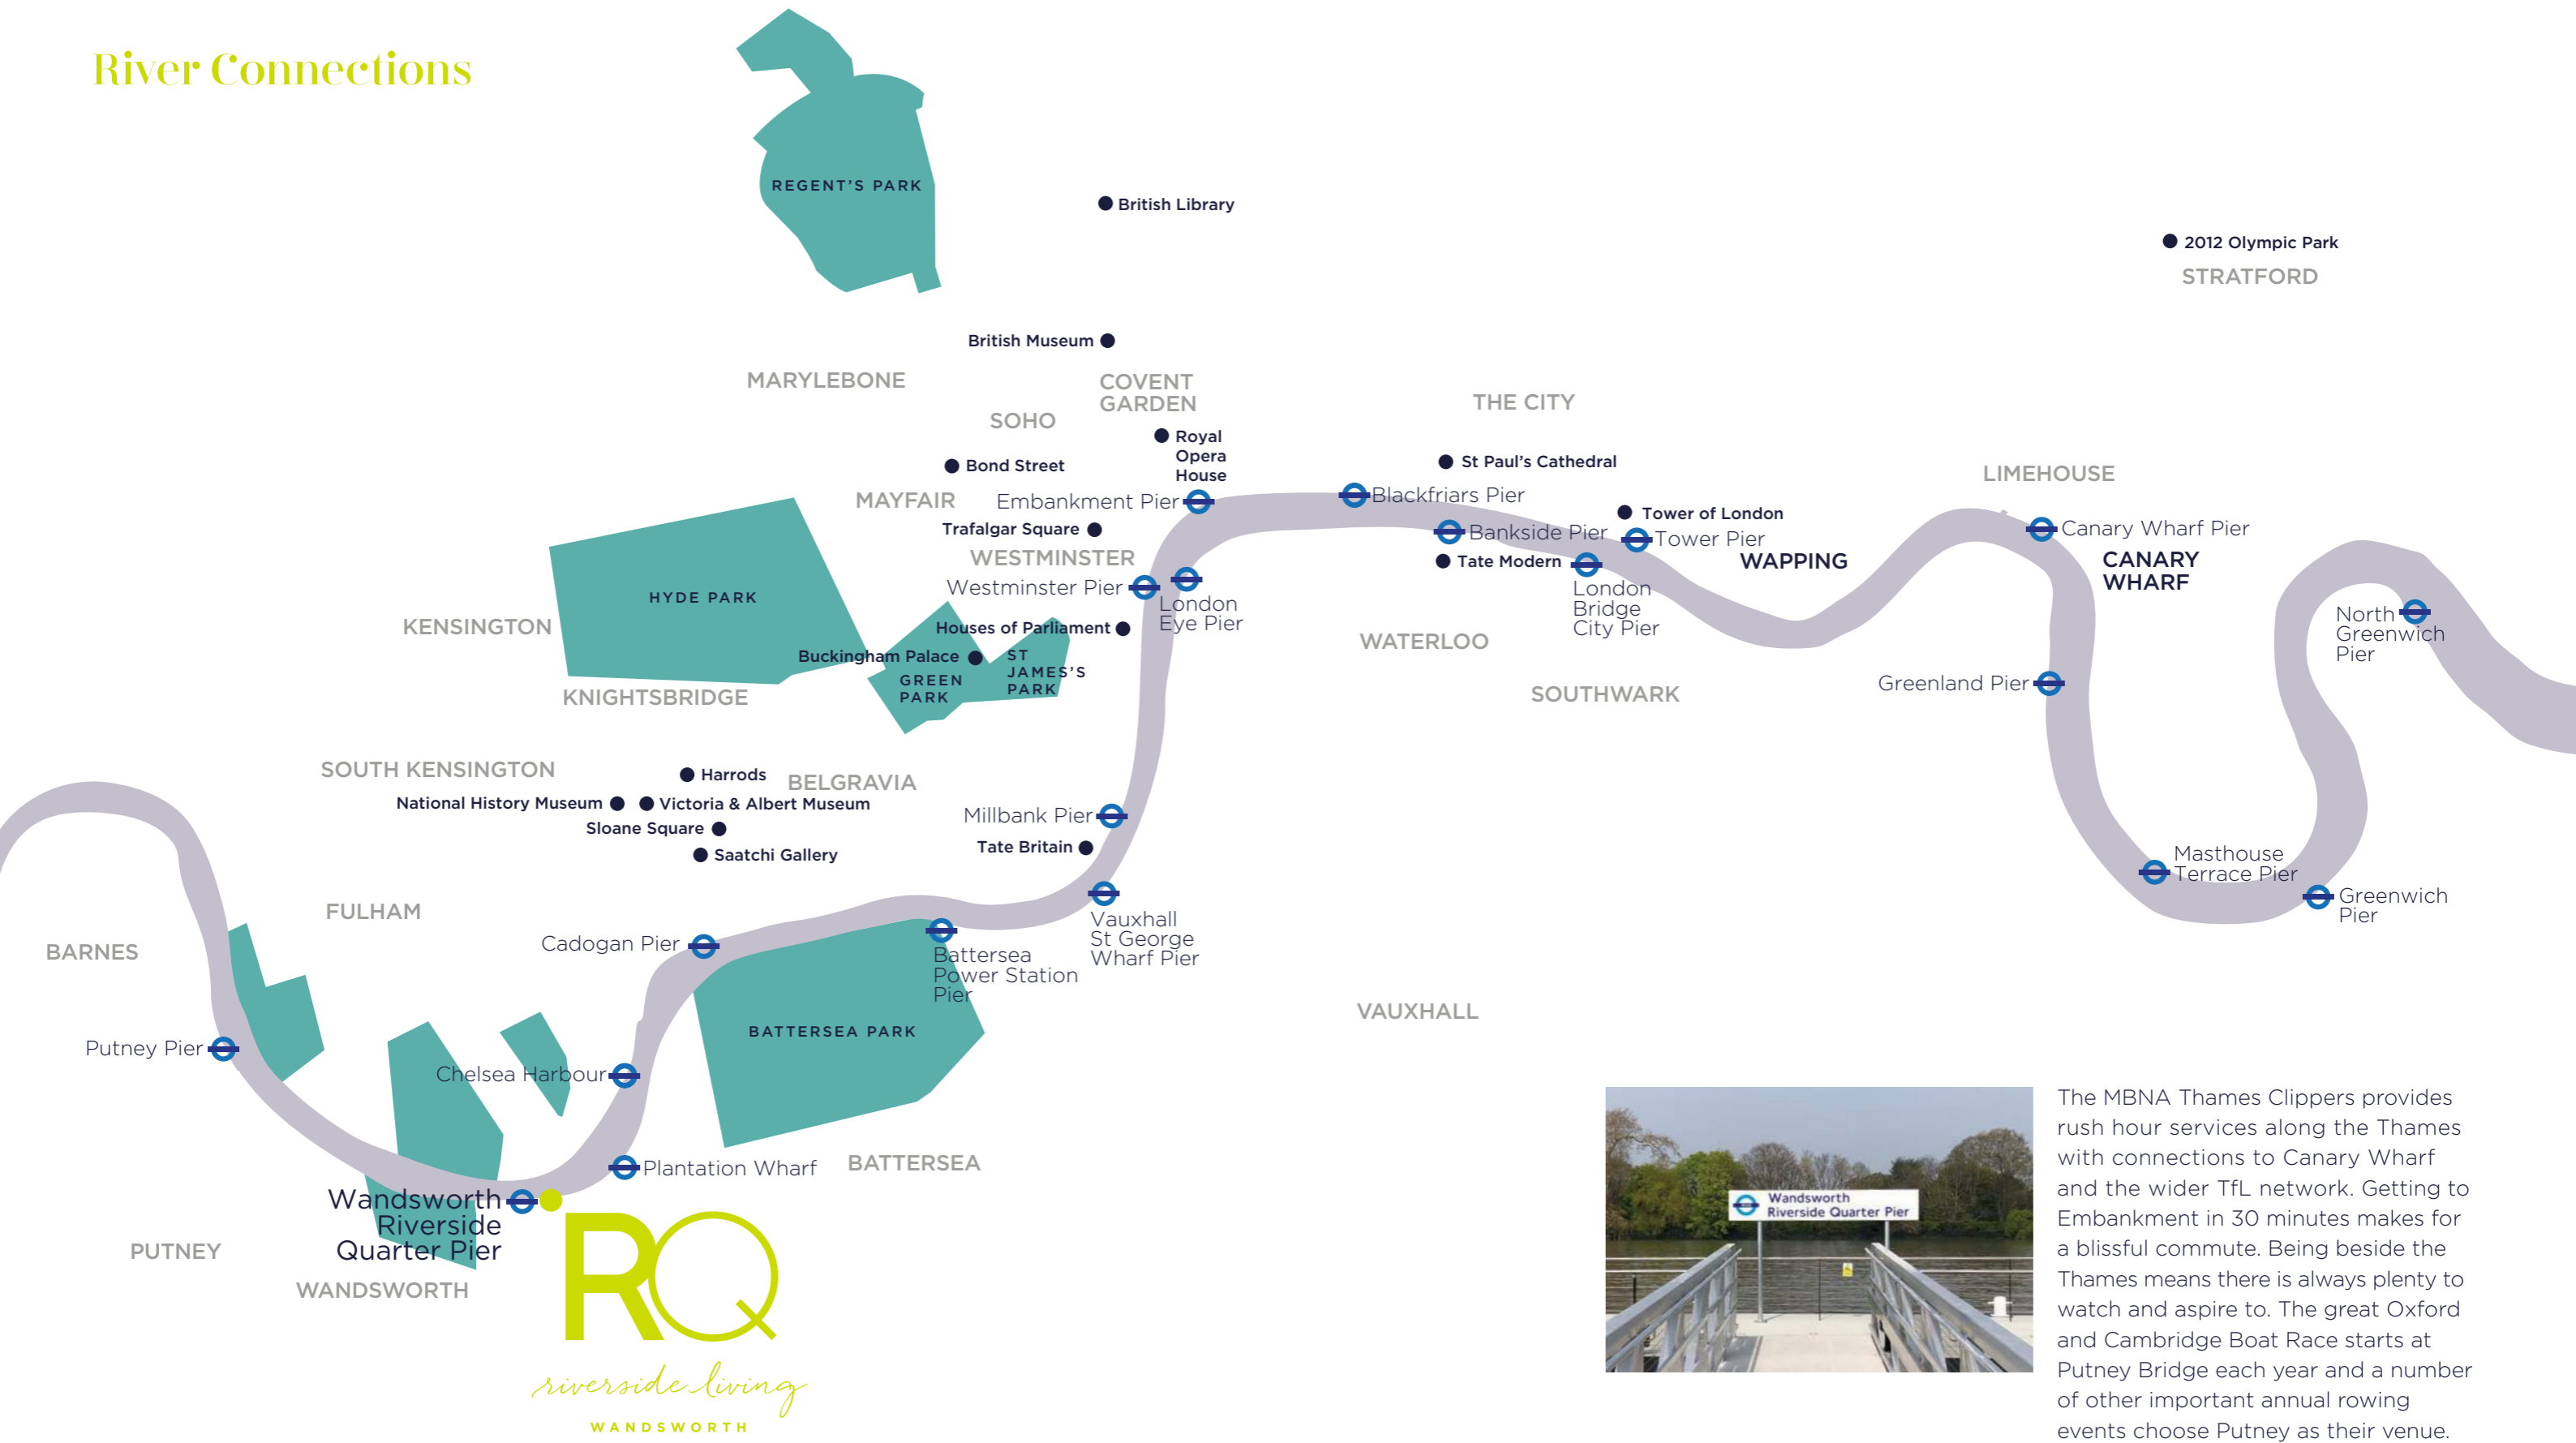 River Connections
REGENT'S PARK
British Library
2012 Olympic Park
STRATFORD
British Museum
MARYLEBONE
COVENT
GARDEN
SOHO
THE CITY
Royal
Opera
House
Bond Street
St Paul's Cathedral
LIMEHOUSE
MAYFAIR
Embankment Pier
Blackfriars Pier
Trafalgar Square
Bankside Pier
Tower of London
Tower Pier
Canary Wharf Pier
WESTMINSTER
Tate Modern
WAPPING
CANARY
WHARF
Westminster Pier
London
Eye Pier
London
Bridge
City Pier
HYDE PARK
North
Greenwich
Pier
KENSINGTON
Houses of Parliament
WATERLOO
Buckingham Palace
ST
JAMES'S
PARK
GREEN
PARK
Greenland Pier
KNIGHTSBRIDGE
SOUTHWARK
SOUTH KENSINGTON
Harrods
BELGRAVIA
National History Museum
Victoria & Albert Museum
Millbank Pier
Sloane Square
Tate Britain
Saatchi Gallery
Masthouse
Terrace Pier
Greenwich
Pier
FULHAM
Vauxhall
St George
Wharf Pier
BARNES
Cadogan Pier
Battersea
Power Station
Pier
VAUXHALL
BATTERSEA PARK
Putney Pier
Chelsea Harbour
Plantation Wharf
BATTERSEA
Wandsworth
Riverside
Quarter Pier
PUTNEY
WANDSWORTH
RQ
riverside living
WANDSWORTH
Wandsworth
Riverside Quarter Pier
The MBNA Thames Clippers provides
rush hour services along the Thames
with connections to Canary Wharf
and the wider TfL network. Getting to
Embankment in 30 minutes makes for
a blissful commute. Being beside the
Thames means there is always plenty to
watch and aspire to. The great Oxford
and Cambridge Boat Race starts at
Putney Bridge each year and a number
of other important annual rowing
events choose Putney as their venue.